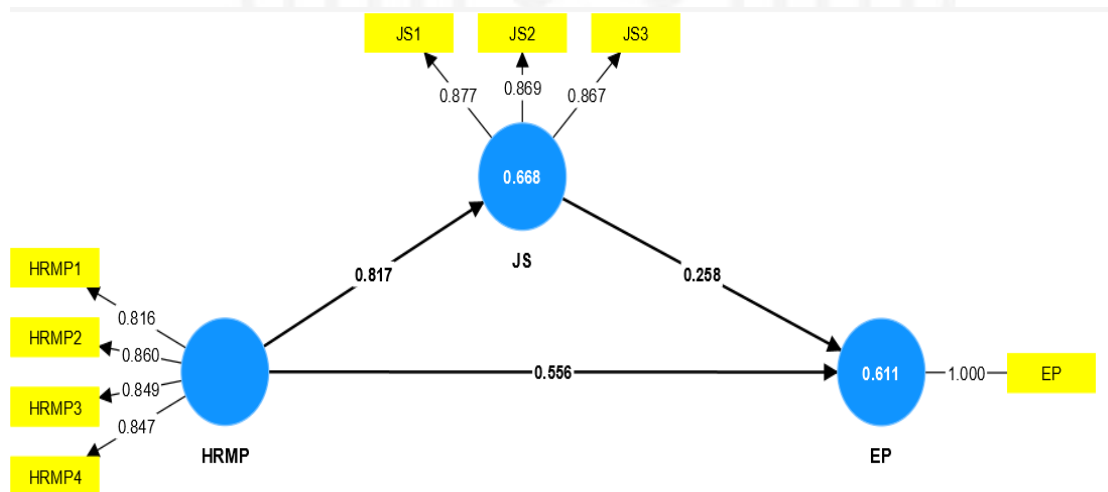 JS1
JS2
JS3
0.877
0.869
0.867
0.668
JS
HRMP1
HRMP2
HRMP3
HRMP4
0.816
0.860
0.849
0.847
HRMP
0.817
0.258
0.556
0.611
EP
1.000
EP